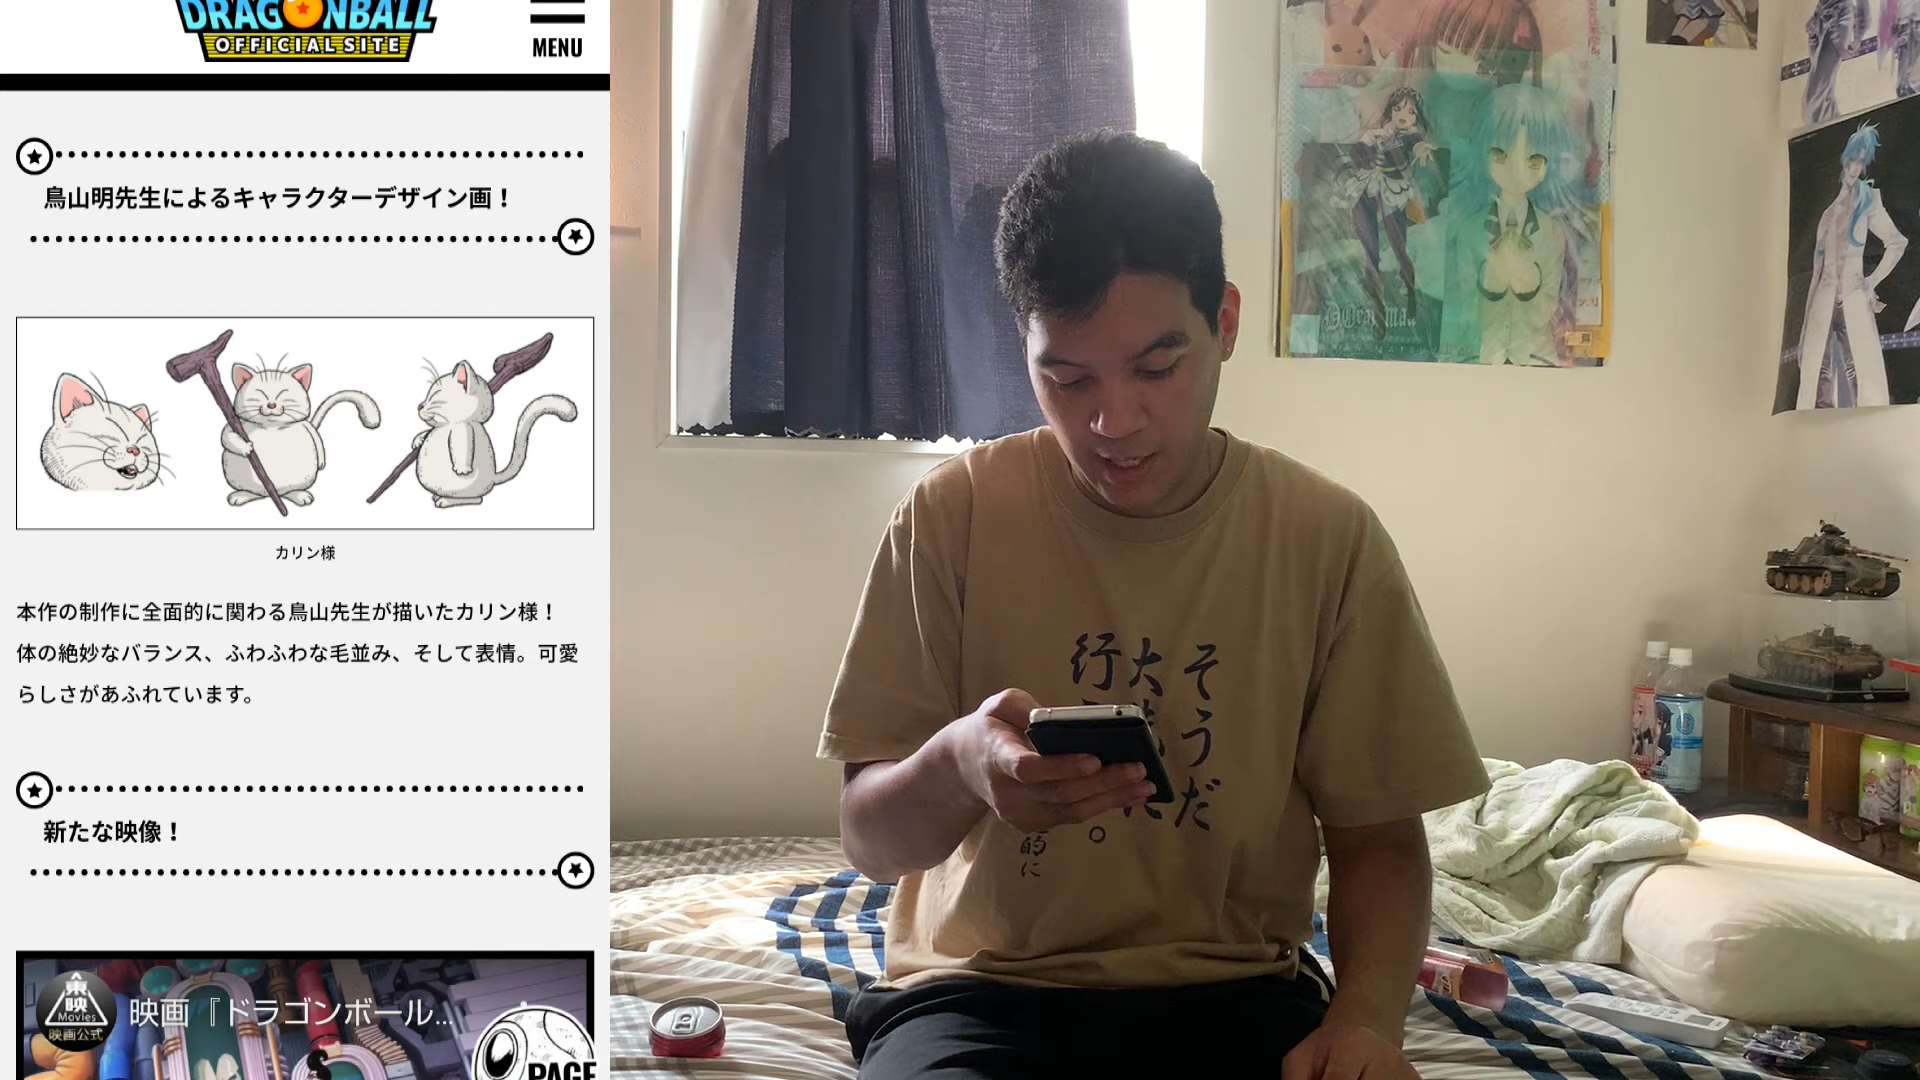 DRAGONBALL
OFFICIAL SITE
MENU
鳥山明先生によるキャラクターデザイン画！
カリン様
本作の制作に全面的に関わる鳥山先生が描いたカリン様！
体の絶妙なバランス、ふわふわな毛並み、そして表情。可愛
らしさがあふれています。
新たな映像！
東
映
Movies
映画公式
映画『ドラゴンボール...
PAGE
そうだ
大
行
的に